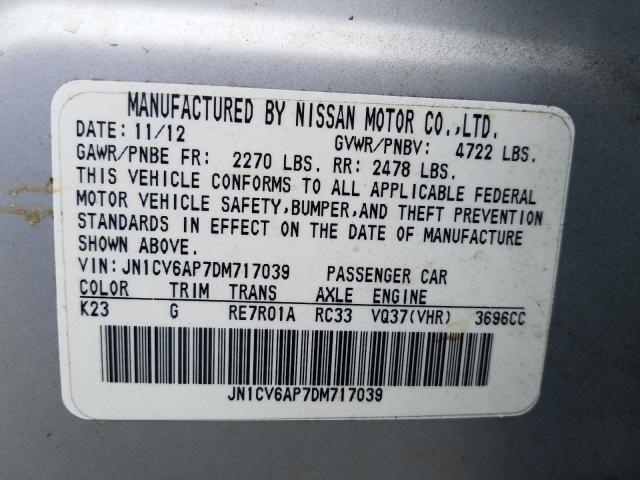 MANUFACTURED BY NISSAN MOTOR CO.,LTD.
DATE: 11/12 GVWR/PNBV: 4722 LBS.
GAWR/PNBE FR: 2270 LBS. RR: 2478 LBS.
THIS VEHICLE CONFORMS TO ALL APPLICABLE FEDERAL
MOTOR VEHICLE SAFETY,BUMPER,AND THEFT PREVENTION
STANDARDS IN EFFECT ON THE DATE OF MANUFACTURE
SHOWN ABOVE.
VIN:JN1CV6AP7DM717039 PASSENGER CAR
COLOR TRIM TRANS AXLE ENGINE
K23 G RE7R01A RC33 VQ37(VHR) 3696CC
JN1CV6AP7DM717039